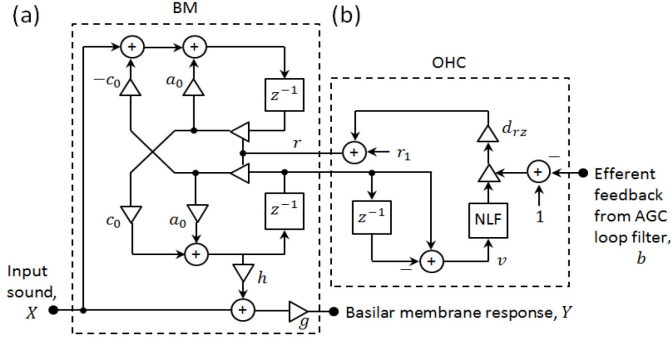 (a)
BM
(b)
OHC
−c₀
a₀
z⁻¹
r
r₁
d_rz
−
Efferent
feedback
from AGC
loop filter,
b
1
NLF
v
z⁻¹
−
c₀
a₀
z⁻¹
h
Input
sound,
X
g
Basilar membrane response, Y